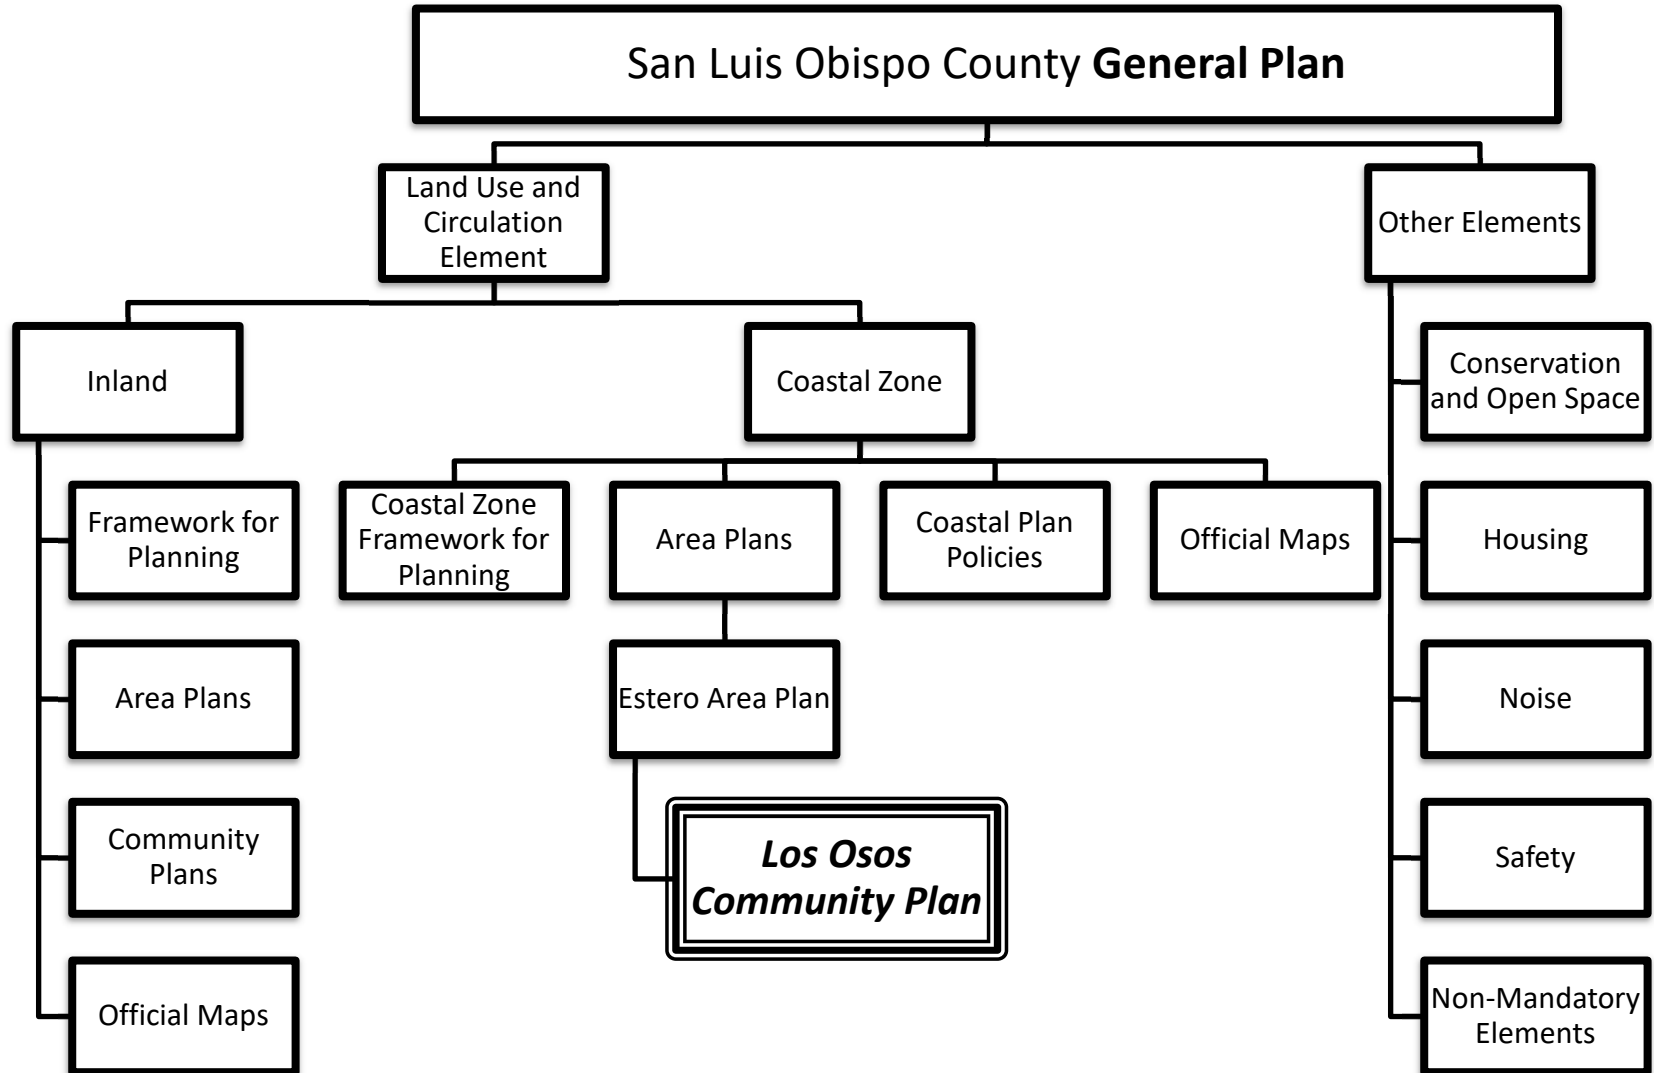 San Luis Obispo County General Plan
Land Use and
Circulation
Element
Other Elements
Inland
Coastal Zone
Conservation
and Open Space
Framework for
Planning
Coastal Zone
Framework for
Planning
Area Plans
Coastal Plan
Policies
Official Maps
Housing
Area Plans
Estero Area Plan
Noise
Community
Plans
Los Osos
Community Plan
Safety
Official Maps
Non-Mandatory
Elements